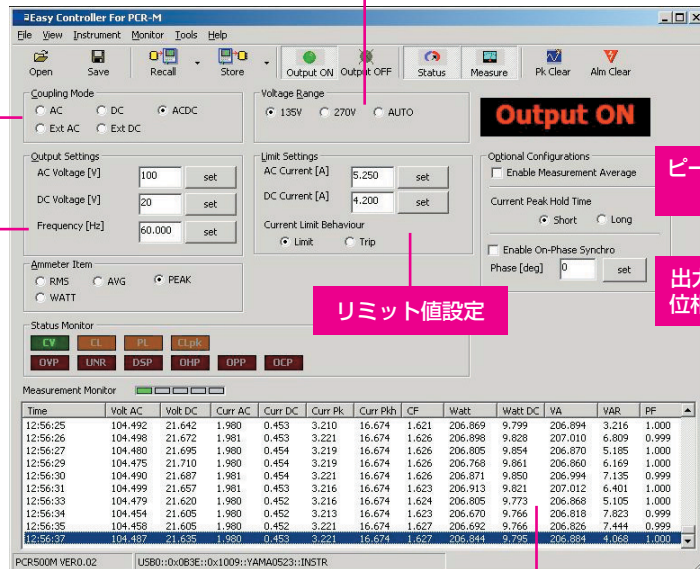 Easy Controller For PCR-M
File View Instrument Monitor Tools Help
Open Save Recall Store Output ON Output OFF Status Measure Pk Clear Alm Clear
Coupling Mode
AC DC ACDC
Ext AC Ext DC
Voltage Range
135V 270V AUTO
Output ON
Output Settings
AC Voltage [V] 100 set
DC Voltage [V] 20 set
Frequency [Hz] 60.000 set
Limit Settings
AC Current [A] 5.250 set
DC Current [A] 4.200 set
Current Limit Behaviour
Limit Trip
Optional Configurations
Enable Measurement Average
Current Peak Hold Time
Short Long
Enable On-Phase Synchro
Phase [deg] 0 set
ピー
出力
位相
リミット値設定
Ammeter Item
RMS AVG PEAK
WATT
Status Monitor
CV CL PL CLpk
OVP UNR DSP OHP OPP OCP
Measurement Monitor
Time Volt AC Volt DC Curr AC Curr DC Curr Pk Curr Pkh CF Watt Watt DC VA VAR PF
12:56:25 104.492 21.642 1.980 0.453 3.210 16.674 1.621 206.869 9.799 206.894 3.216 1.000
12:56:26 104.498 21.672 1.981 0.453 3.221 16.674 1.626 206.898 9.828 207.010 6.809 0.999
12:56:27 104.480 21.695 1.980 0.454 3.219 16.674 1.626 206.805 9.854 206.870 5.185 1.000
12:56:29 104.475 21.710 1.980 0.454 3.219 16.674 1.626 206.768 9.861 206.860 6.169 1.000
12:56:30 104.490 21.687 1.981 0.454 3.221 16.674 1.626 206.871 9.850 206.994 7.135 0.999
12:56:31 104.499 21.657 1.981 0.453 3.216 16.674 1.623 206.913 9.821 207.012 6.401 1.000
12:56:33 104.479 21.620 1.980 0.452 3.216 16.674 1.624 206.805 9.773 206.868 5.105 1.000
12:56:34 104.454 21.605 1.980 0.452 3.213 16.674 1.623 206.670 9.766 206.818 7.823 0.999
12:56:35 104.458 21.605 1.980 0.452 3.221 16.674 1.627 206.692 9.766 206.826 7.444 0.999
12:56:37 104.487 21.635 1.980 0.453 3.221 16.674 1.627 206.844 9.795 206.884 4.068 1.000
PCR500M VER0.02 USB0::0x0B3E::0x1009::YAMA0523::INSTR